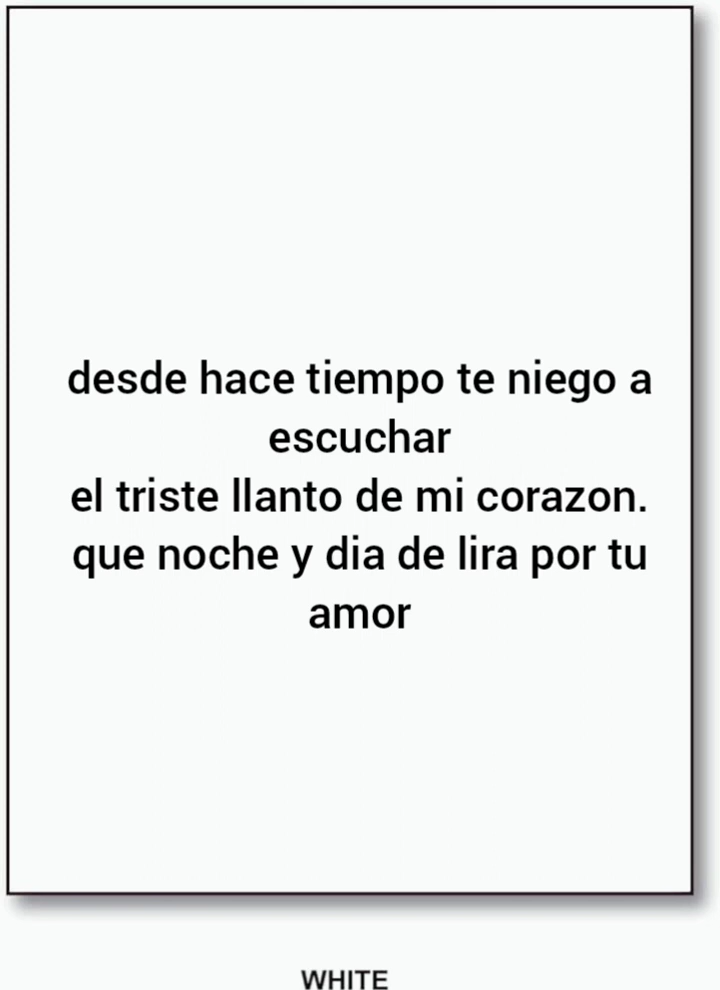 desde hace tiempo te niego a
escuchar
el triste llanto de mi corazon.
que noche y dia de lira por tu
amor
WHITE